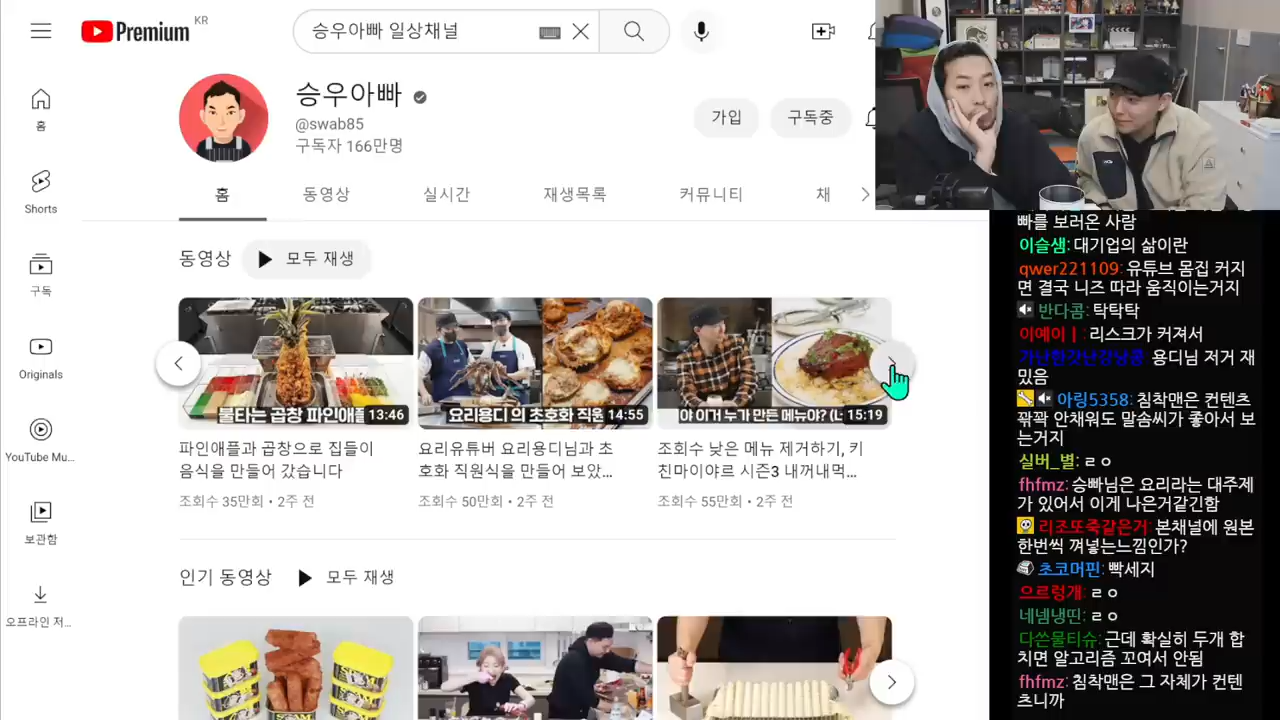 Premium KR
승우아빠 일상채널
홈
Shorts
구독
Originals
YouTube Mu...
보관함
오프라인 저...
승우아빠
@swab85
구독자 166만명
가입
구독중
홈
동영상
실시간
재생목록
커뮤니티
채
동영상
모두 재생
불타는 곱창 파인애플
13:46
요리용디의 초호화 직원
14:55
야 이거 누가 만든 메뉴야?
15:19
파인애플과 곱창으로 집들이
음식을 만들어 갔습니다
조회수 35만회 • 2주 전
요리유튜버 요리용디님과 초
호화 직원식을 만들어 보았...
조회수 50만회 • 2주 전
조회수 낮은 메뉴 제거하기, 키
친마이야르 시즌3 내꺼내먹...
조회수 55만회 • 2주 전
인기 동영상
모두 재생
빠를 보러온 사람
이슬샘: 대기업의 삶이란
qwer221109: 유튜브 몸집 커지
면 결국 니즈 따라 움직이는거지
반다콤: 탁탁탁
이예이ㅣ: 리스크가 커져서
가난한갓난강낭콩: 용디님 저거 재
밌음
아링5358: 침착맨은 컨텐츠
꽉꽉 안채워도 말솜씨가 좋아서 보
는거지
실버_별: ㄹㅇ
fhfmz: 승빠님은 요리라는 대주제
가 있어서 이게 나은거같긴함
리조또죽같은거: 본채널에 원본
한번씩 껴넣는느낌인가?
초코머핀: 빡세지
으르렁개: ㄹㅇ
네넴냉띤: ㄹㅇ
다쓴물티슈: 근데 확실히 두개 합
치면 알고리즘 꼬여서 안됨
fhfmz: 침착맨은 그 자체가 컨텐
츠니까